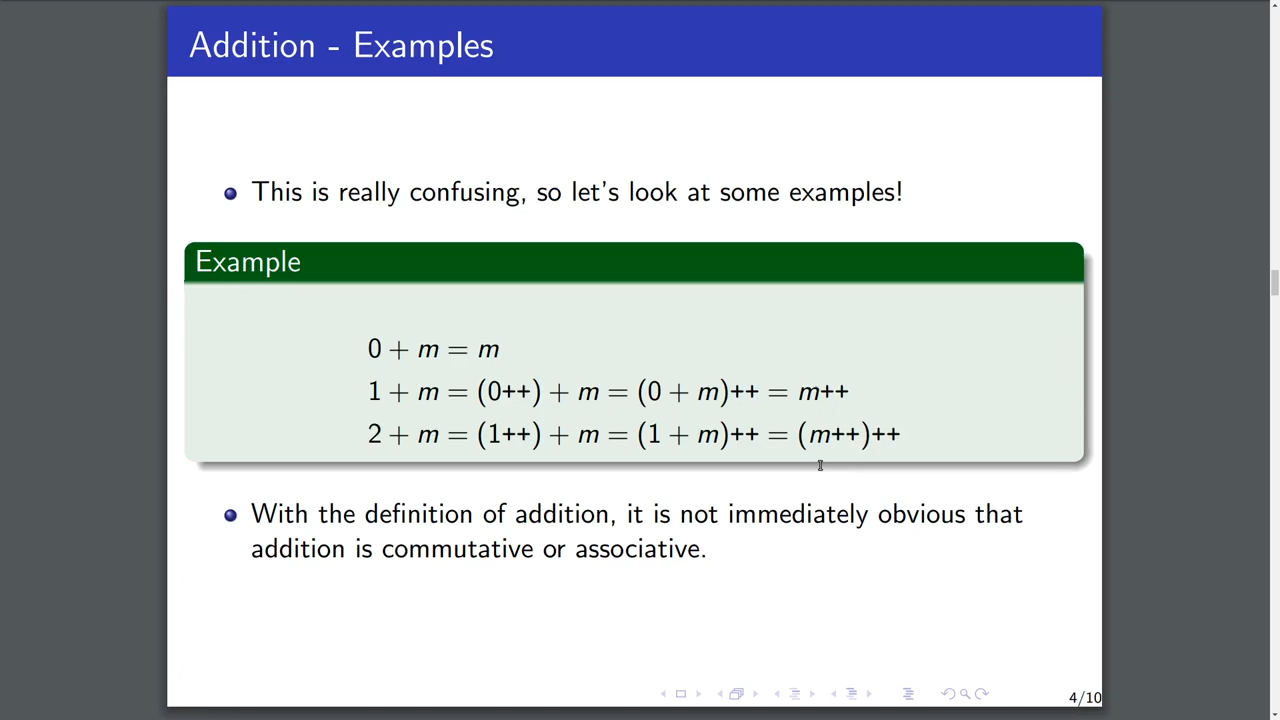 Addition - Examples
This is really confusing, so let's look at some examples!
Example
0 + m = m
1 + m = (0++) + m = (0 + m)++ = m++
2 + m = (1++) + m = (1 + m)++ = (m++)++
With the definition of addition, it is not immediately obvious that
addition is commutative or associative.
4/10